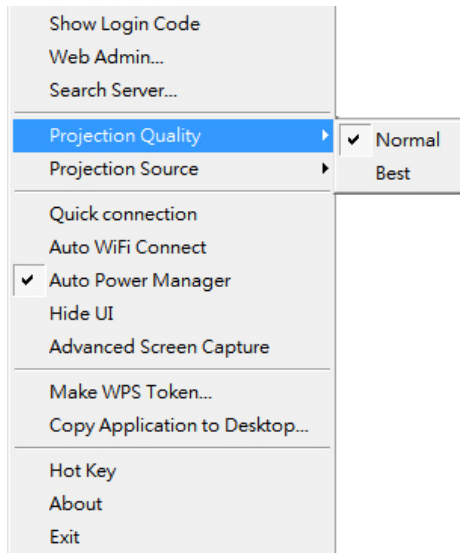 Show Login Code
Web Admin...
Search Server...
Projection Quality
Normal
Best
Projection Source
Quick connection
Auto WiFi Connect
Auto Power Manager
Hide UI
Advanced Screen Capture
Make WPS Token...
Copy Application to Desktop...
Hot Key
About
Exit